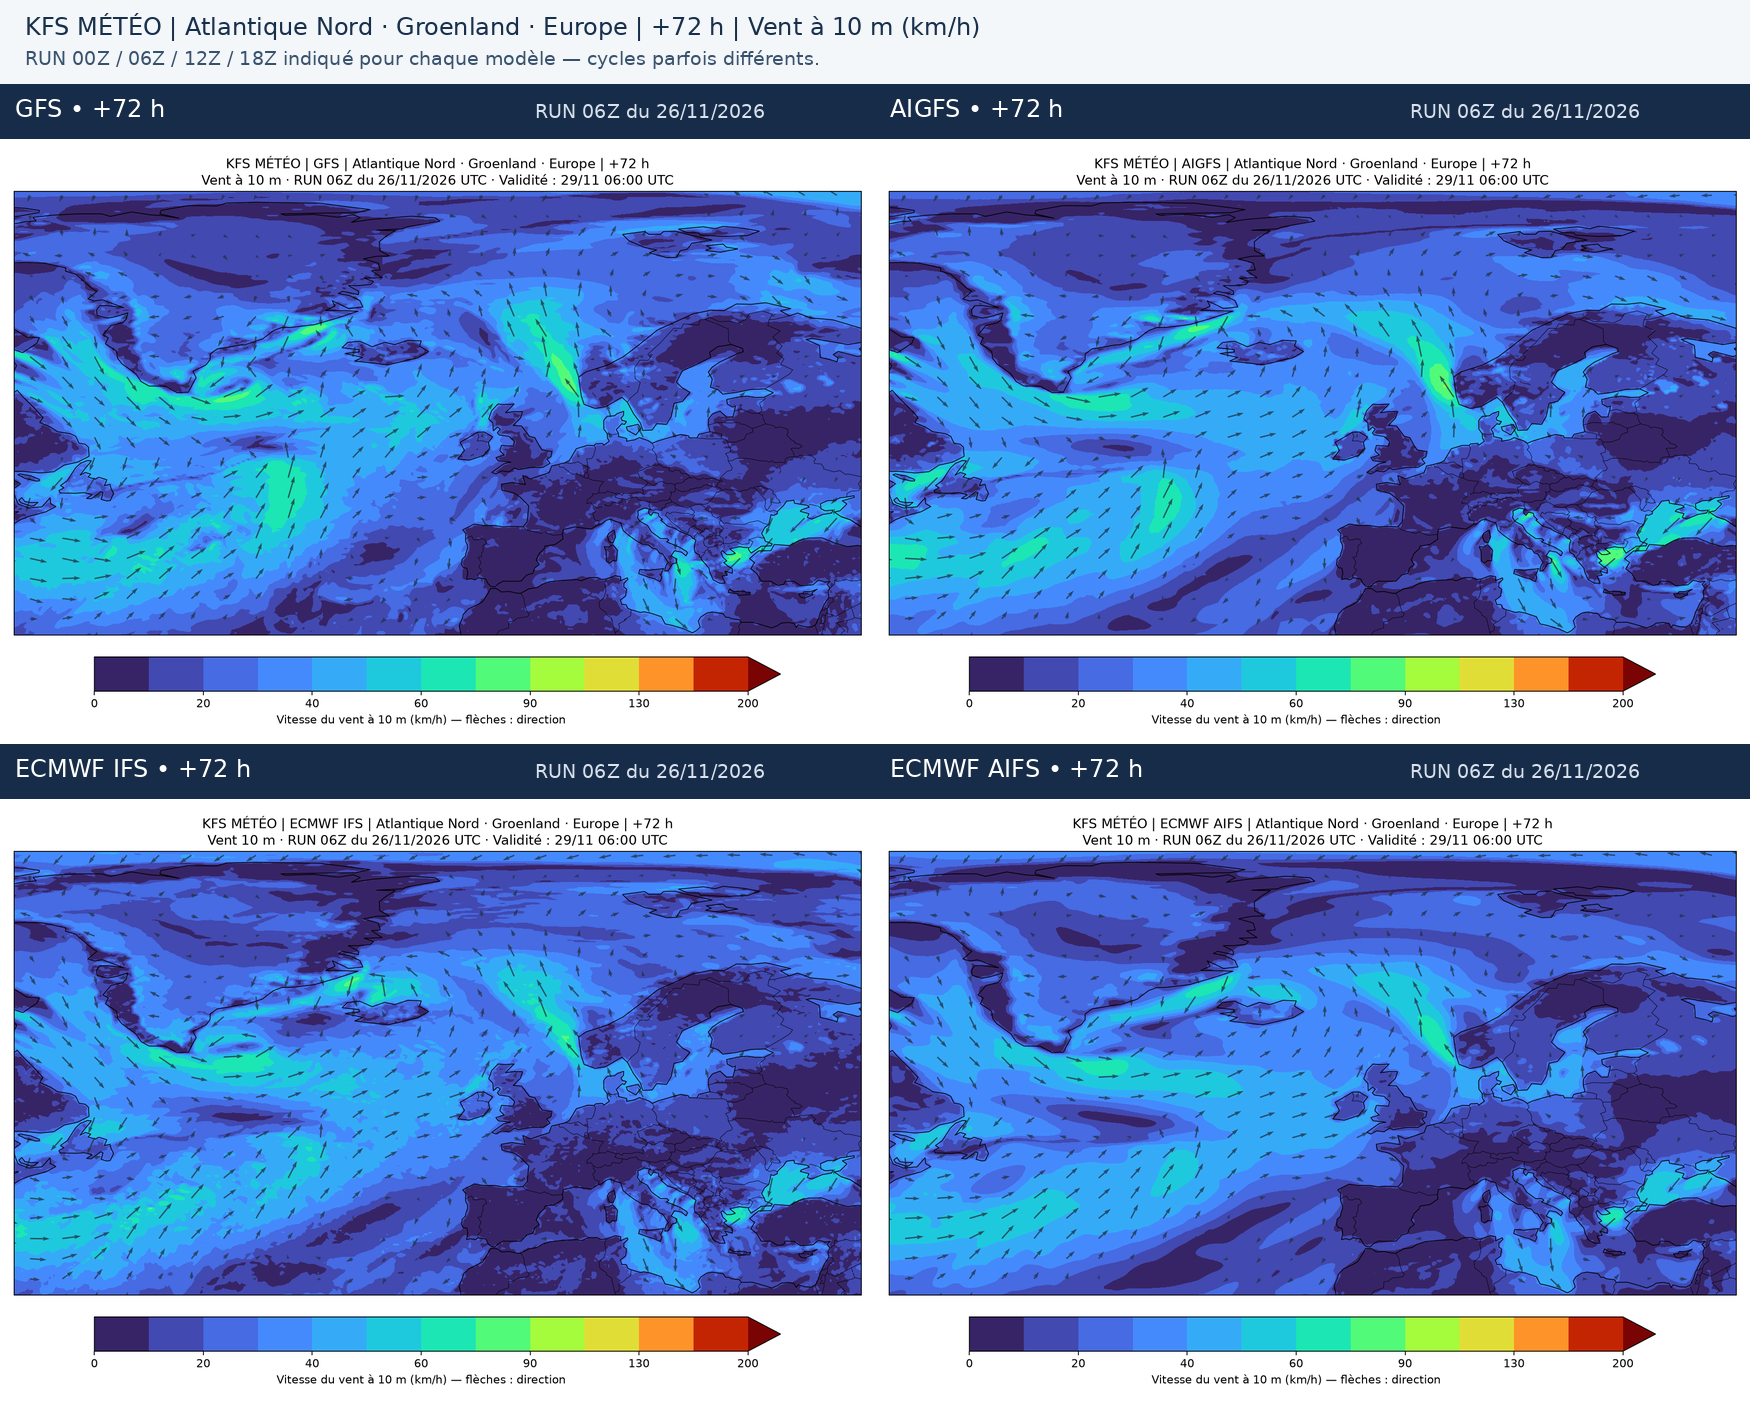 KFS MÉTÉO | Atlantique Nord · Groenland · Europe | +72 h | Vent à 10 m (km/h)
RUN 00Z / 06Z / 12Z / 18Z indiqué pour chaque modèle — cycles parfois différents.
GFS • +72 h
RUN 06Z du 26/11/2026
KFS MÉTÉO | GFS | Atlantique Nord · Groenland · Europe | +72 h
Vent à 10 m · RUN 06Z du 26/11/2026 UTC · Validité : 29/11 06:00 UTC
0 20 40 60 90 130 200
Vitesse du vent à 10 m (km/h) — flèches : direction
AIGFS • +72 h
RUN 06Z du 26/11/2026
KFS MÉTÉO | AIGFS | Atlantique Nord · Groenland · Europe | +72 h
Vent à 10 m · RUN 06Z du 26/11/2026 UTC · Validité : 29/11 06:00 UTC
0 20 40 60 90 130 200
Vitesse du vent à 10 m (km/h) — flèches : direction
ECMWF IFS • +72 h
RUN 06Z du 26/11/2026
KFS MÉTÉO | ECMWF IFS | Atlantique Nord · Groenland · Europe | +72 h
Vent 10 m · RUN 06Z du 26/11/2026 UTC · Validité : 29/11 06:00 UTC
0 20 40 60 90 130 200
Vitesse du vent à 10 m (km/h) — flèches : direction
ECMWF AIFS • +72 h
RUN 06Z du 26/11/2026
KFS MÉTÉO | ECMWF AIFS | Atlantique Nord · Groenland · Europe | +72 h
Vent 10 m · RUN 06Z du 26/11/2026 UTC · Validité : 29/11 06:00 UTC
0 20 40 60 90 130 200
Vitesse du vent à 10 m (km/h) — flèches : direction